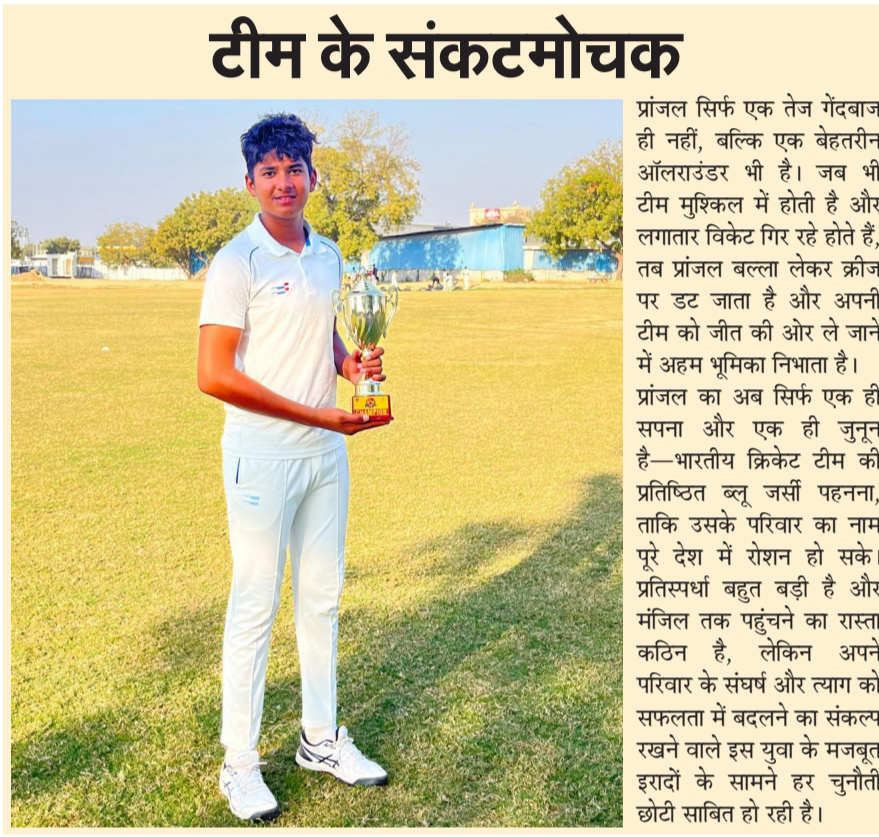 टीम के संकटमोचक
प्रांजल सिर्फ एक तेज गेंदबाज
ही नहीं, बल्कि एक बेहतरीन
ऑलराउंडर भी है। जब भी
टीम मुश्किल में होती है और
लगातार विकेट गिर रहे होते हैं,
तब प्रांजल बल्ला लेकर क्रीज
पर डट जाता है और अपनी
टीम को जीत की ओर ले जाने
में अहम भूमिका निभाता है।
प्रांजल का अब सिर्फ एक ही
सपना और एक ही जुनून
है—भारतीय क्रिकेट टीम की
प्रतिष्ठित ब्लू जर्सी पहनना,
ताकि उसके परिवार का नाम
पूरे देश में रोशन हो सके।
प्रतिस्पर्धा बहुत बड़ी है और
मंजिल तक पहुंचने का रास्ता
कठिन है, लेकिन अपने
परिवार के संघर्ष और त्याग को
सफलता में बदलने का संकल्प
रखने वाले इस युवा के मजबूत
इरादों के सामने हर चुनौती
छोटी साबित हो रही है।
CHAMPION